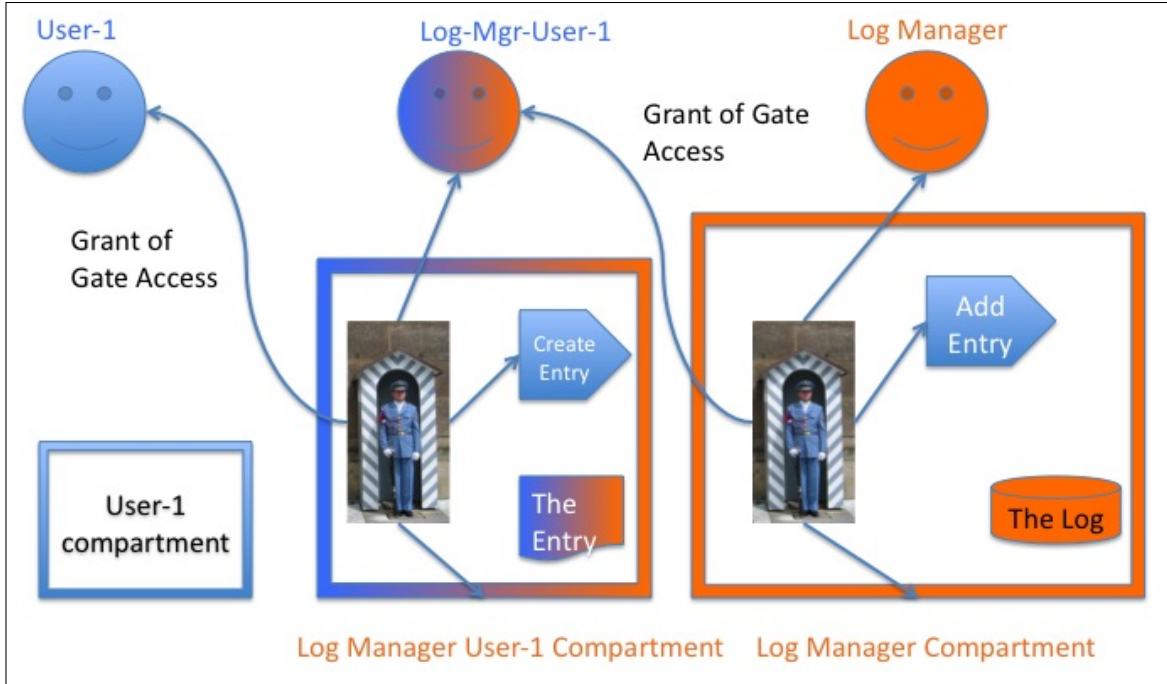 User-1
Log-Mgr-User-1
Log Manager
Grant of Gate
Access
Grant of
Gate Access
Create
Entry
Add
Entry
User-1
compartment
The
Entry
The Log
Log Manager User-1 Compartment
Log Manager Compartment